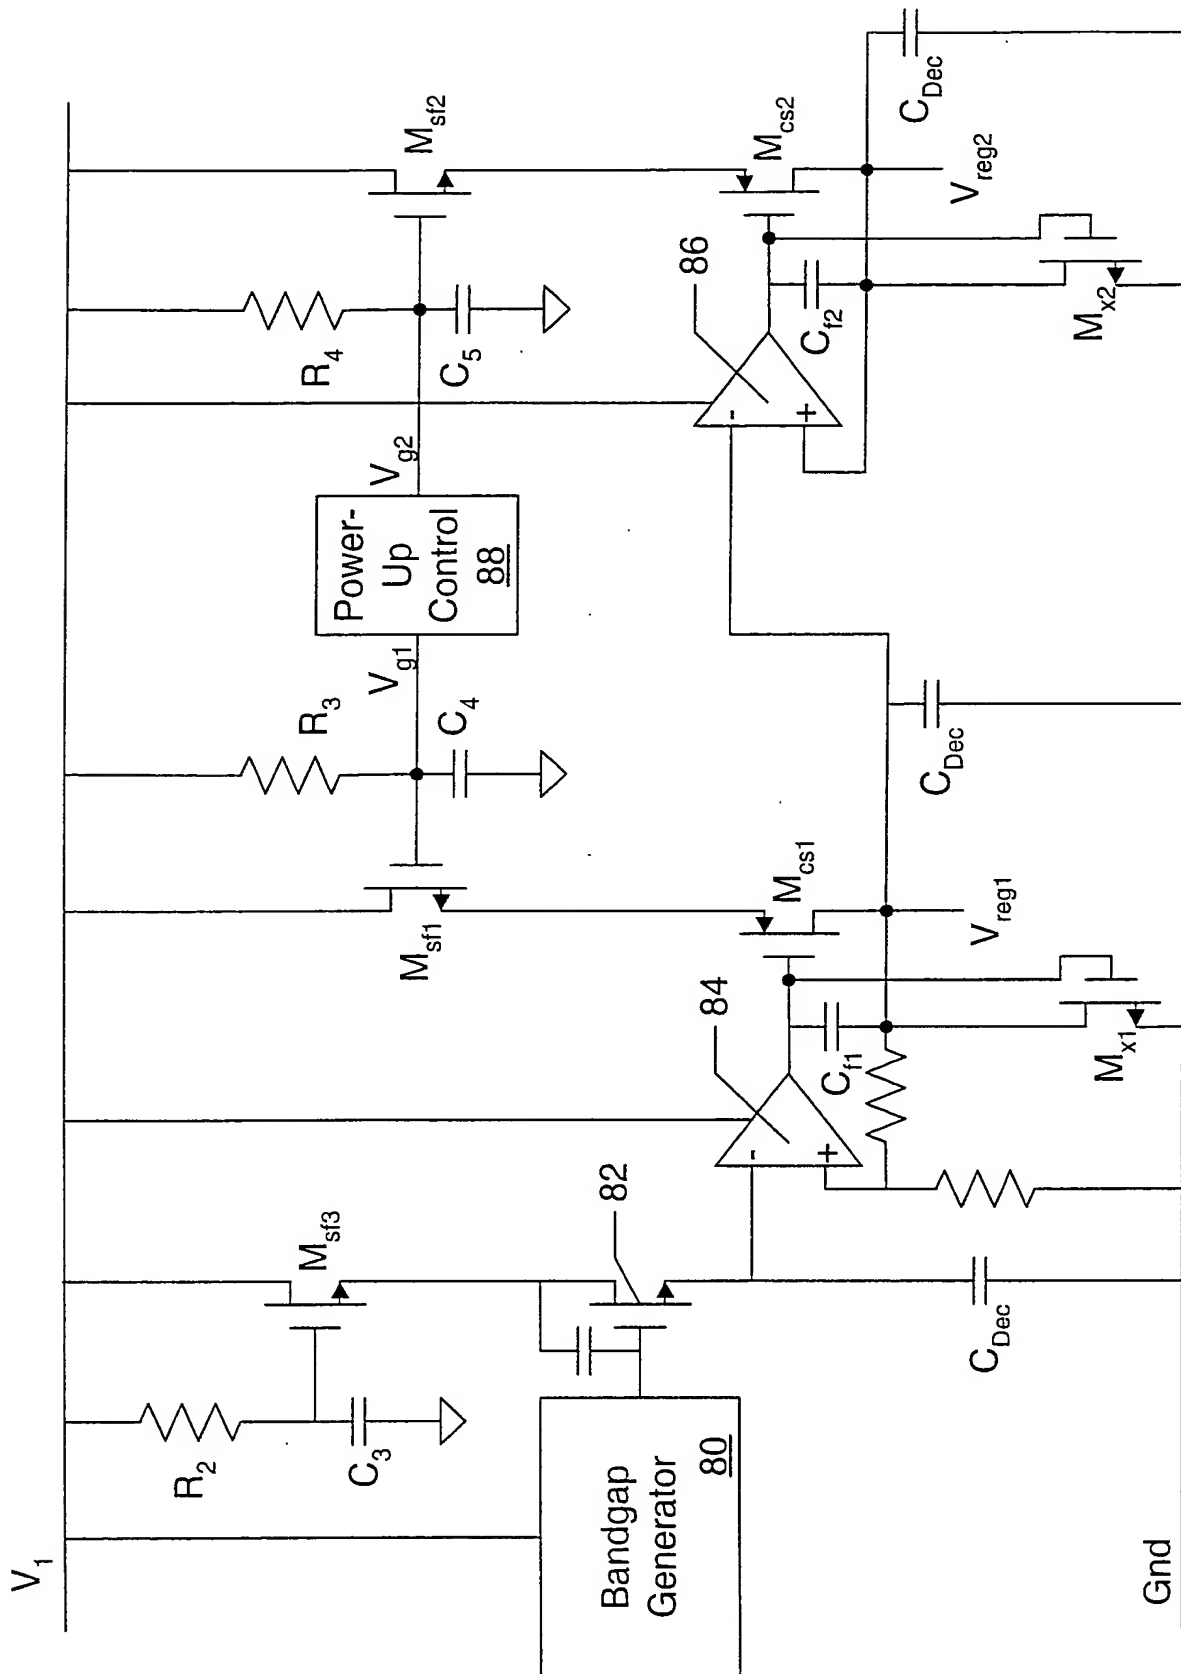 V1
R2
C3
Msf3
82
Bandgap
Generator
80
CDec
84
Cf1
Msf1
Mcs1
Vreg1
Mx1
R3
C4
Vg1
Power-
Up
Control
88
Vg2
CDec
R4
C5
Msf2
86
Cf2
Mcs2
Vreg2
Mx2
CDec
-
+
-
+
Gnd